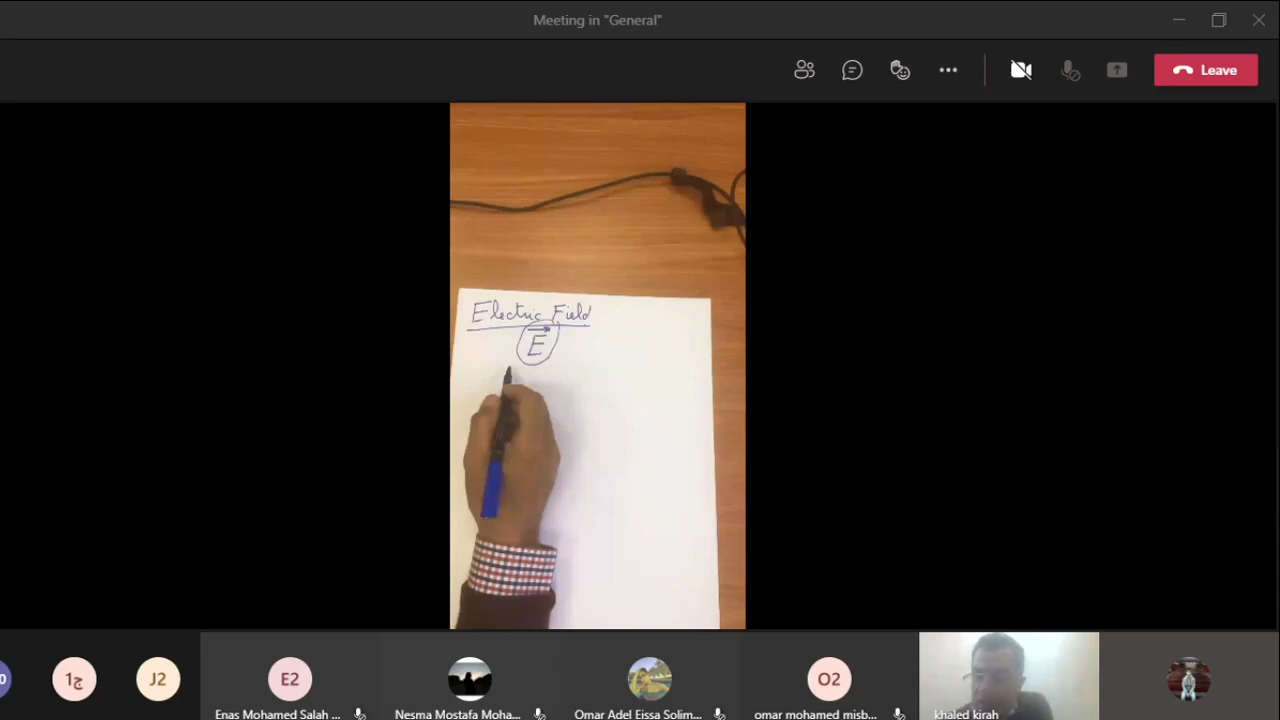 Meeting in "General"
Leave
Electric Field
E
1ج
J2
E2
O2
Enas Mohamed Salah ...
Nesma Mostafa Moha...
Omar Adel Eissa Solim...
omar mohamed misb...
khaled kirah